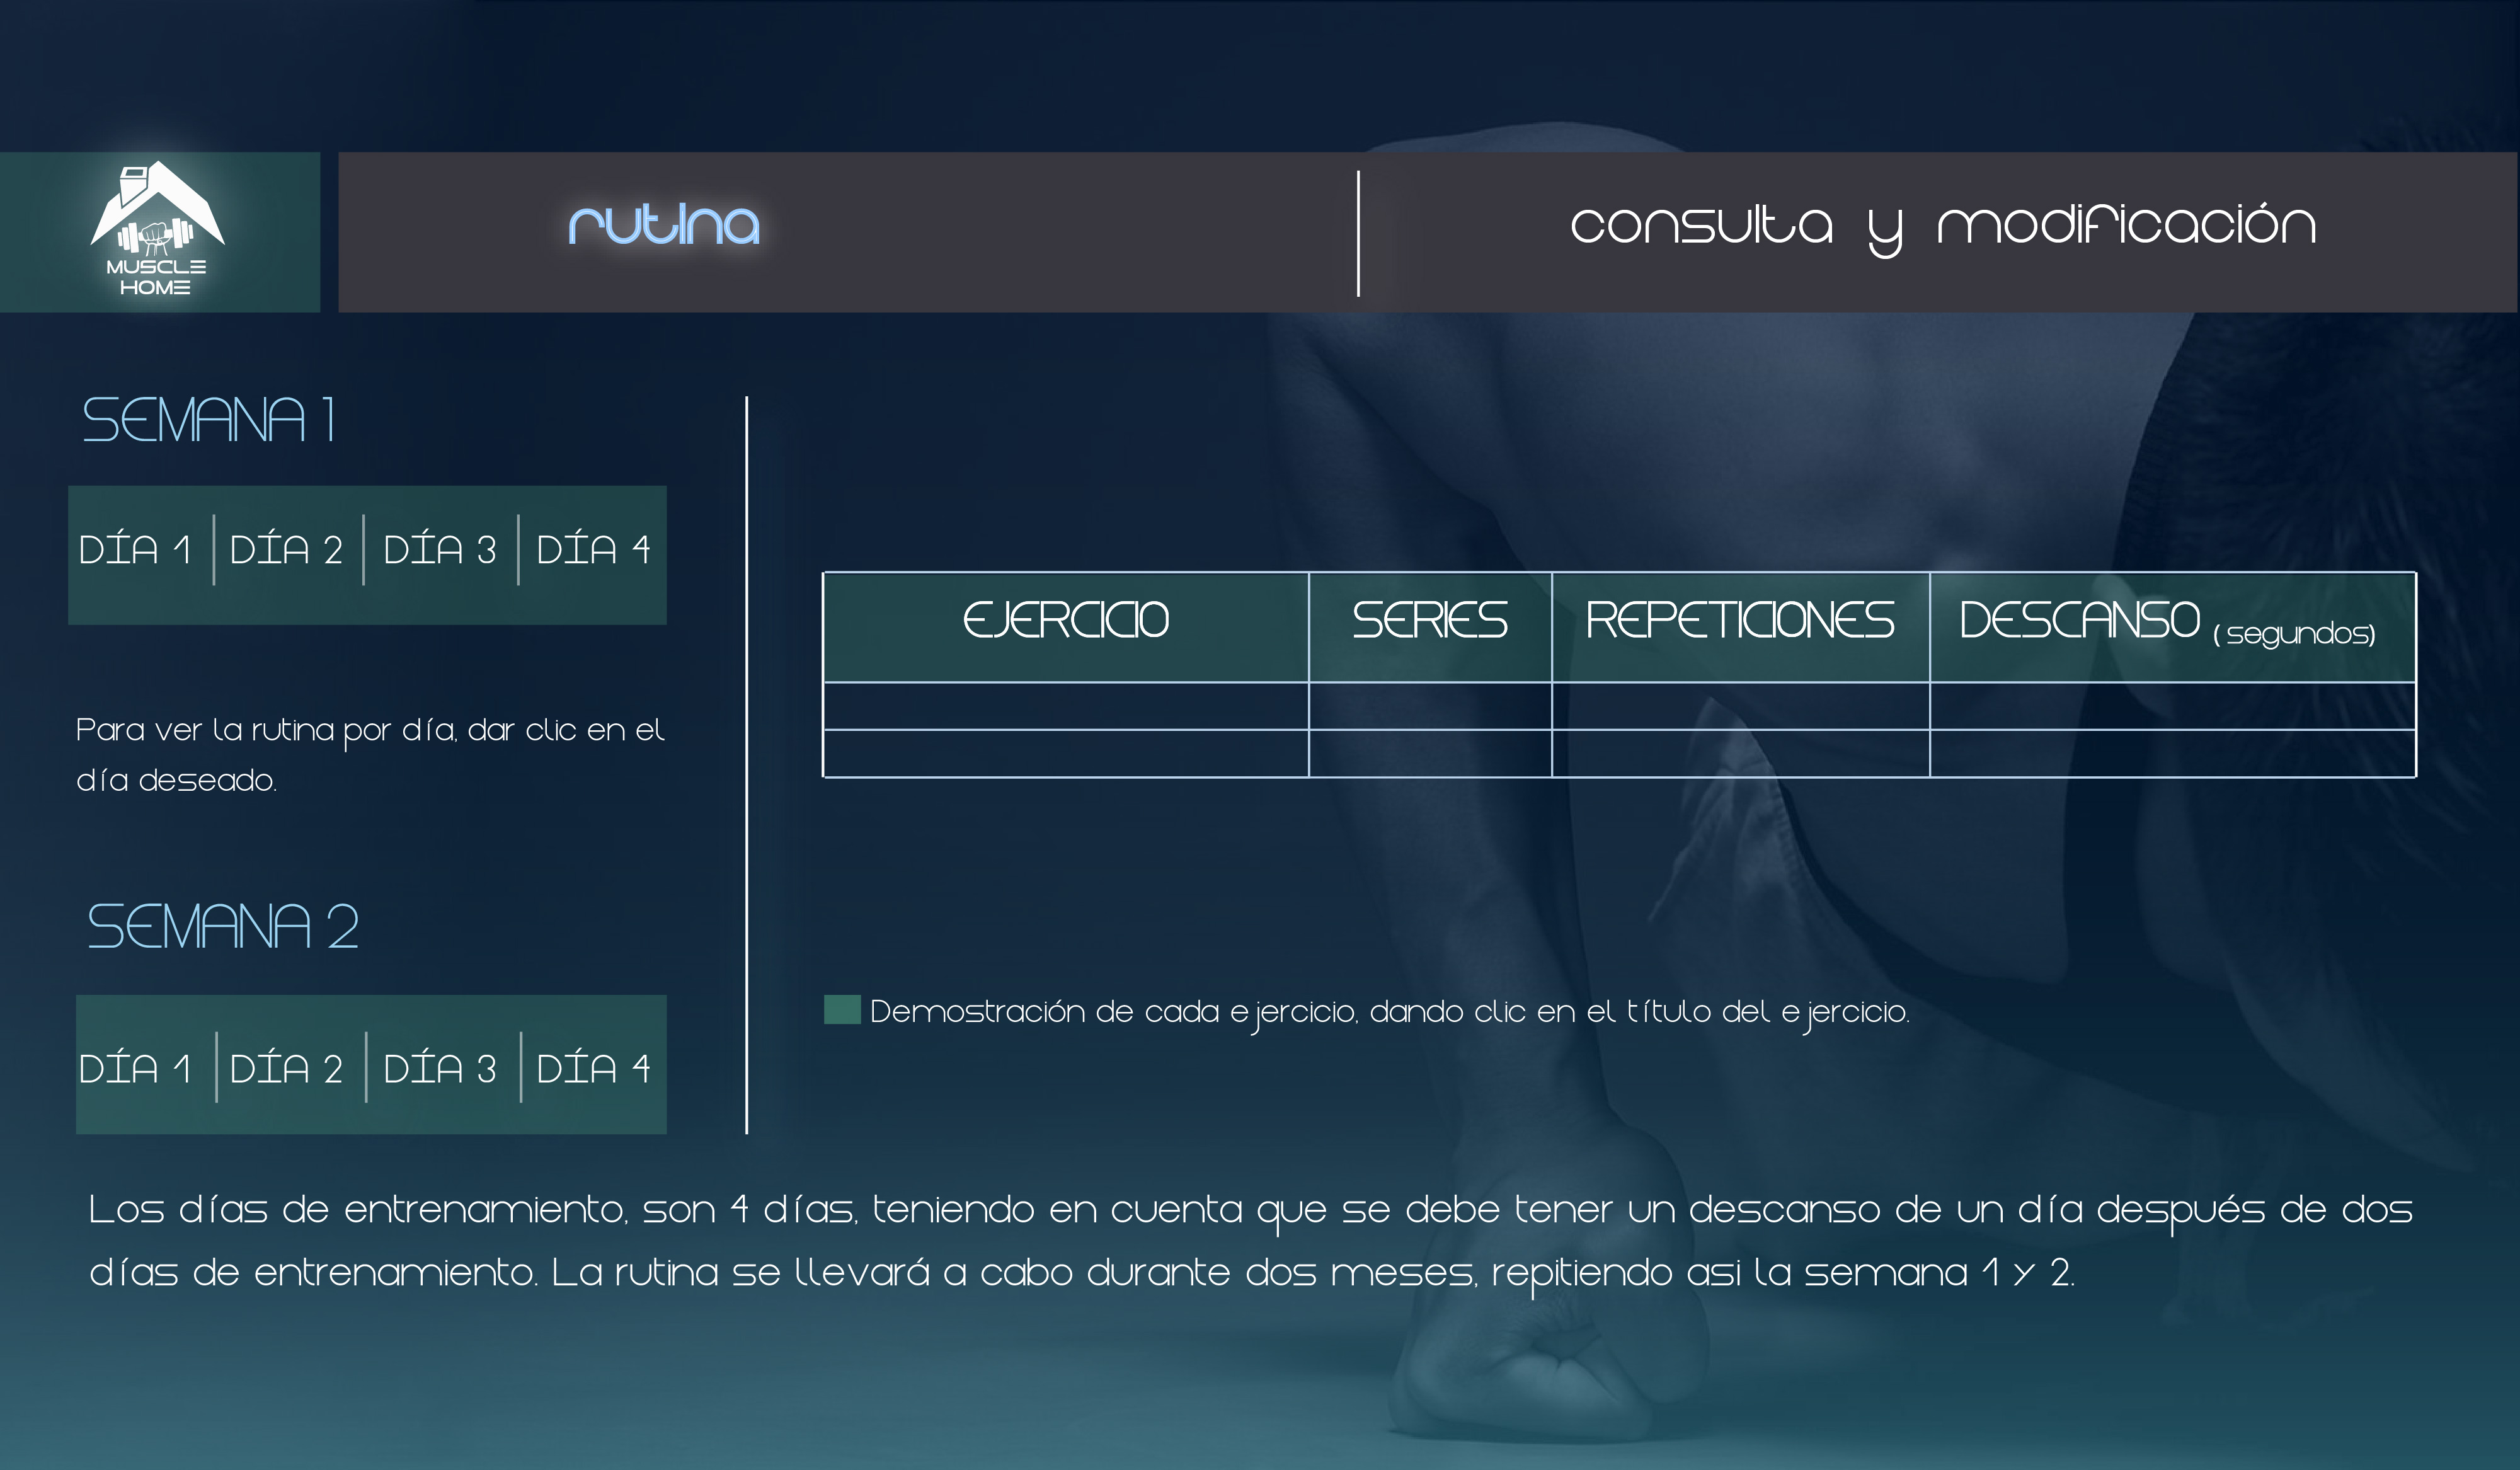 MUSCLE
HOME
rutina
consulta y modificación
SEMANA 1
DÍA 1 DÍA 2 DÍA 3 DÍA 4
Para ver la rutina por día, dar clic en el
día deseado.
SEMANA 2
DÍA 1 DÍA 2 DÍA 3 DÍA 4
EJERCICIO SERIES REPETICIONES DESCANSO (segundos)
Demostración de cada ejercicio, dando clic en el título del ejercicio.
Los días de entrenamiento, son 4 días, teniendo en cuenta que se debe tener un descanso de un día después de dos
días de entrenamiento. La rutina se llevará a cabo durante dos meses, repitiendo asi la semana 1 y 2.